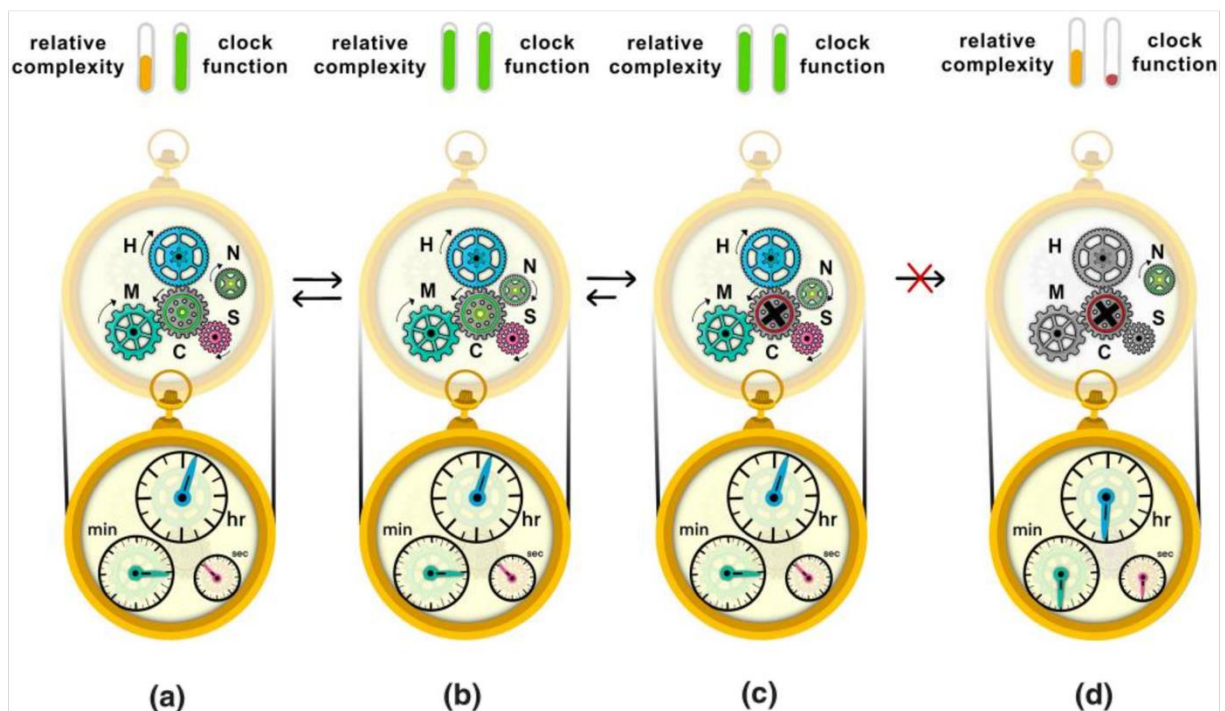 relative complexity
clock function
relative complexity
clock function
relative complexity
clock function
relative complexity
clock function
H
N
M
S
C
H
N
M
S
C
H
N
M
S
C
H
N
M
S
C
min
hr
sec
min
hr
sec
min
hr
sec
min
hr
sec
(a)
(b)
(c)
(d)